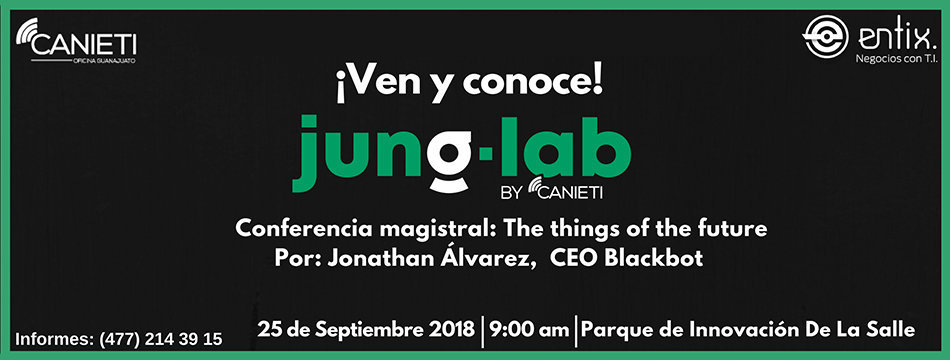 CANIETI
OFICINA GUANAJUATO
entix.
Negocios con T.I.
¡Ven y conoce!
jung·lab
BY CANIETI
Conferencia magistral: The things of the future
Por: Jonathan Álvarez, CEO Blackbot
Informes: (477) 214 39 15
25 de Septiembre 2018 | 9:00 am | Parque de Innovación De La Salle